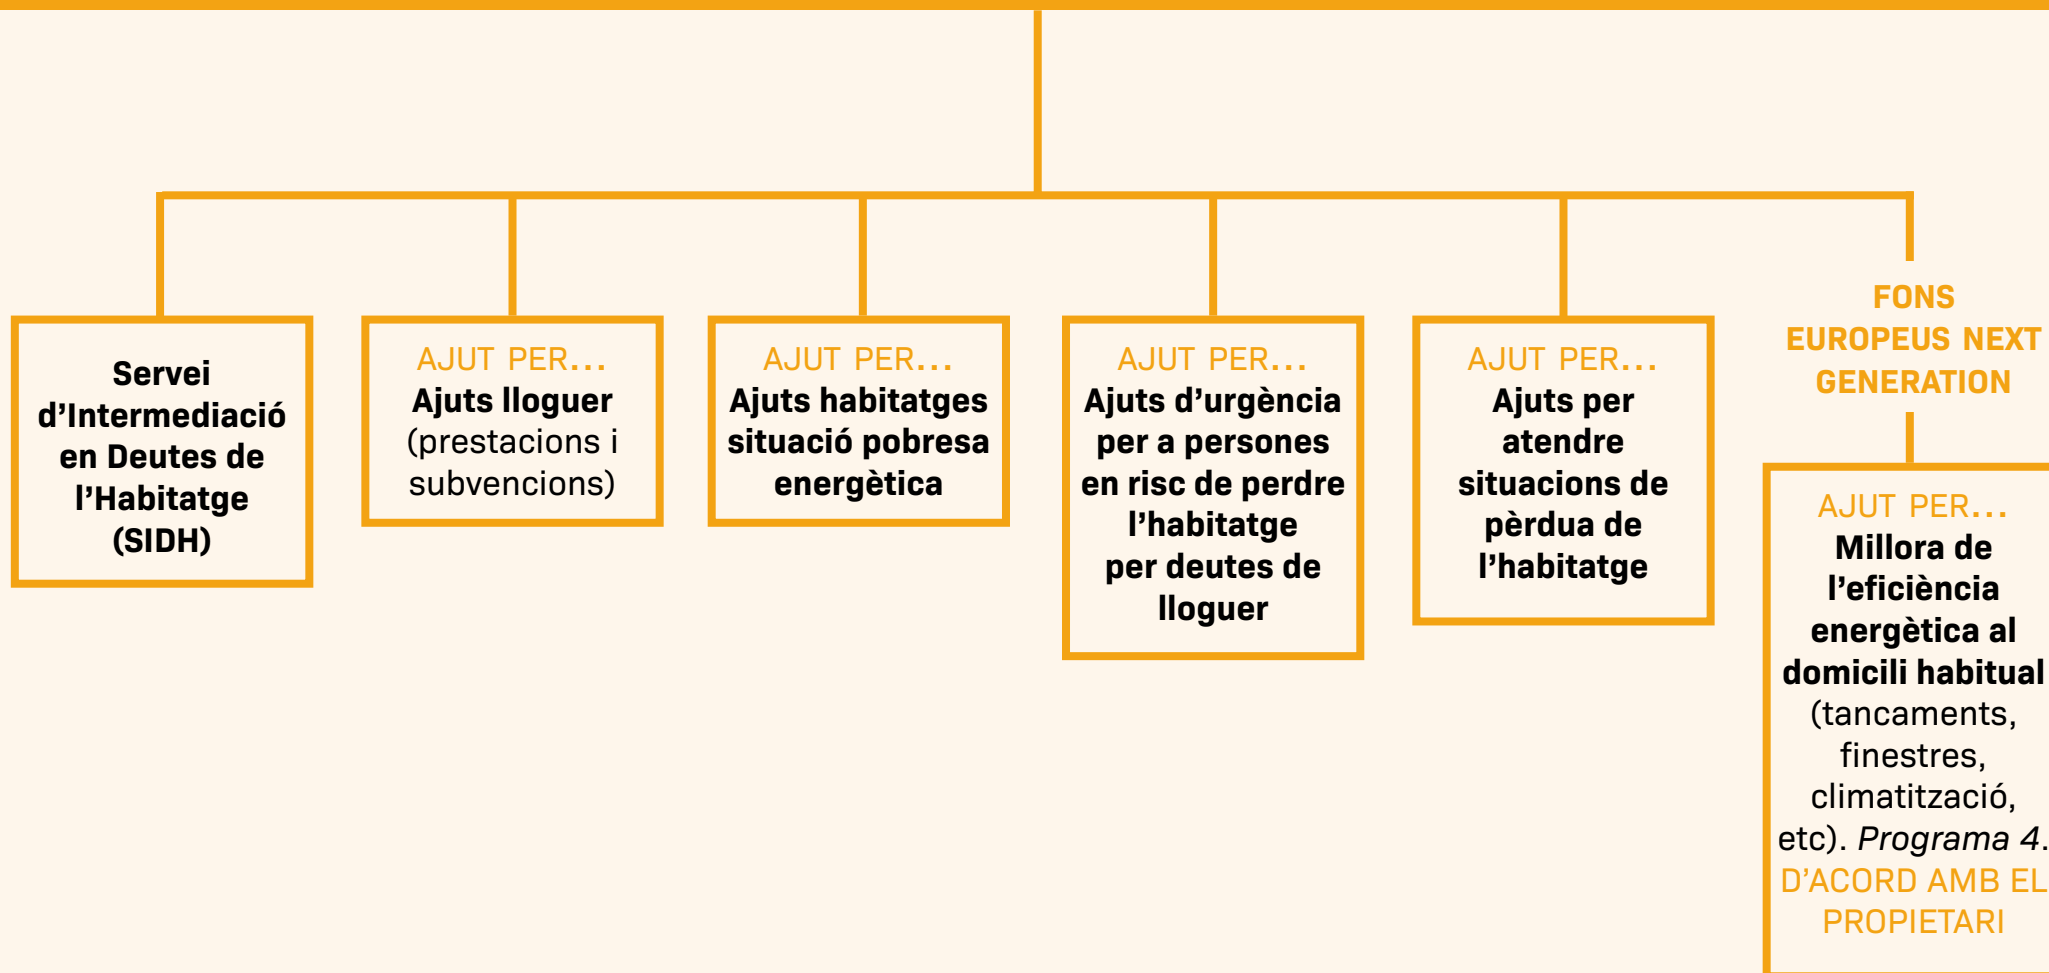 Servei
d’Intermediació
en Deutes de
l’Habitatge
(SIDH)
AJUT PER...
Ajuts lloguer
(prestacions i
subvencions)
AJUT PER...
Ajuts habitatges
situació pobresa
energètica
AJUT PER...
Ajuts d’urgència
per a persones
en risc de perdre
l’habitatge
per deutes de
lloguer
AJUT PER...
Ajuts per
atendre
situacions de
pèrdua de
l’habitatge
FONS
EUROPEUS NEXT
GENERATION
AJUT PER...
Millora de
l’eficiència
energètica al
domicili habitual
(tancaments,
finestres,
climatització,
etc). Programa 4.
D’ACORD AMB EL
PROPIETARI